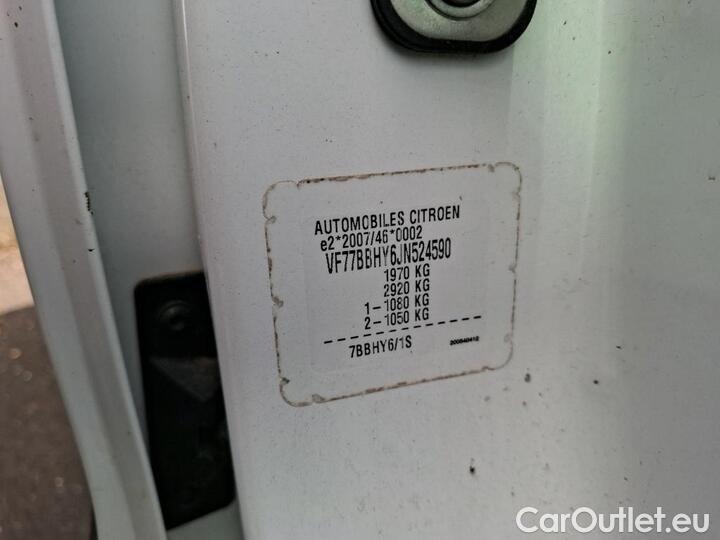 AUTOMOBILES CITROEN
e2*2007/46*0002
VF77BBHY6JN524590
1970 KG
2920 KG
1-1080 KG
2-1050 KG
7BBHY6/1S
CarOutlet.eu